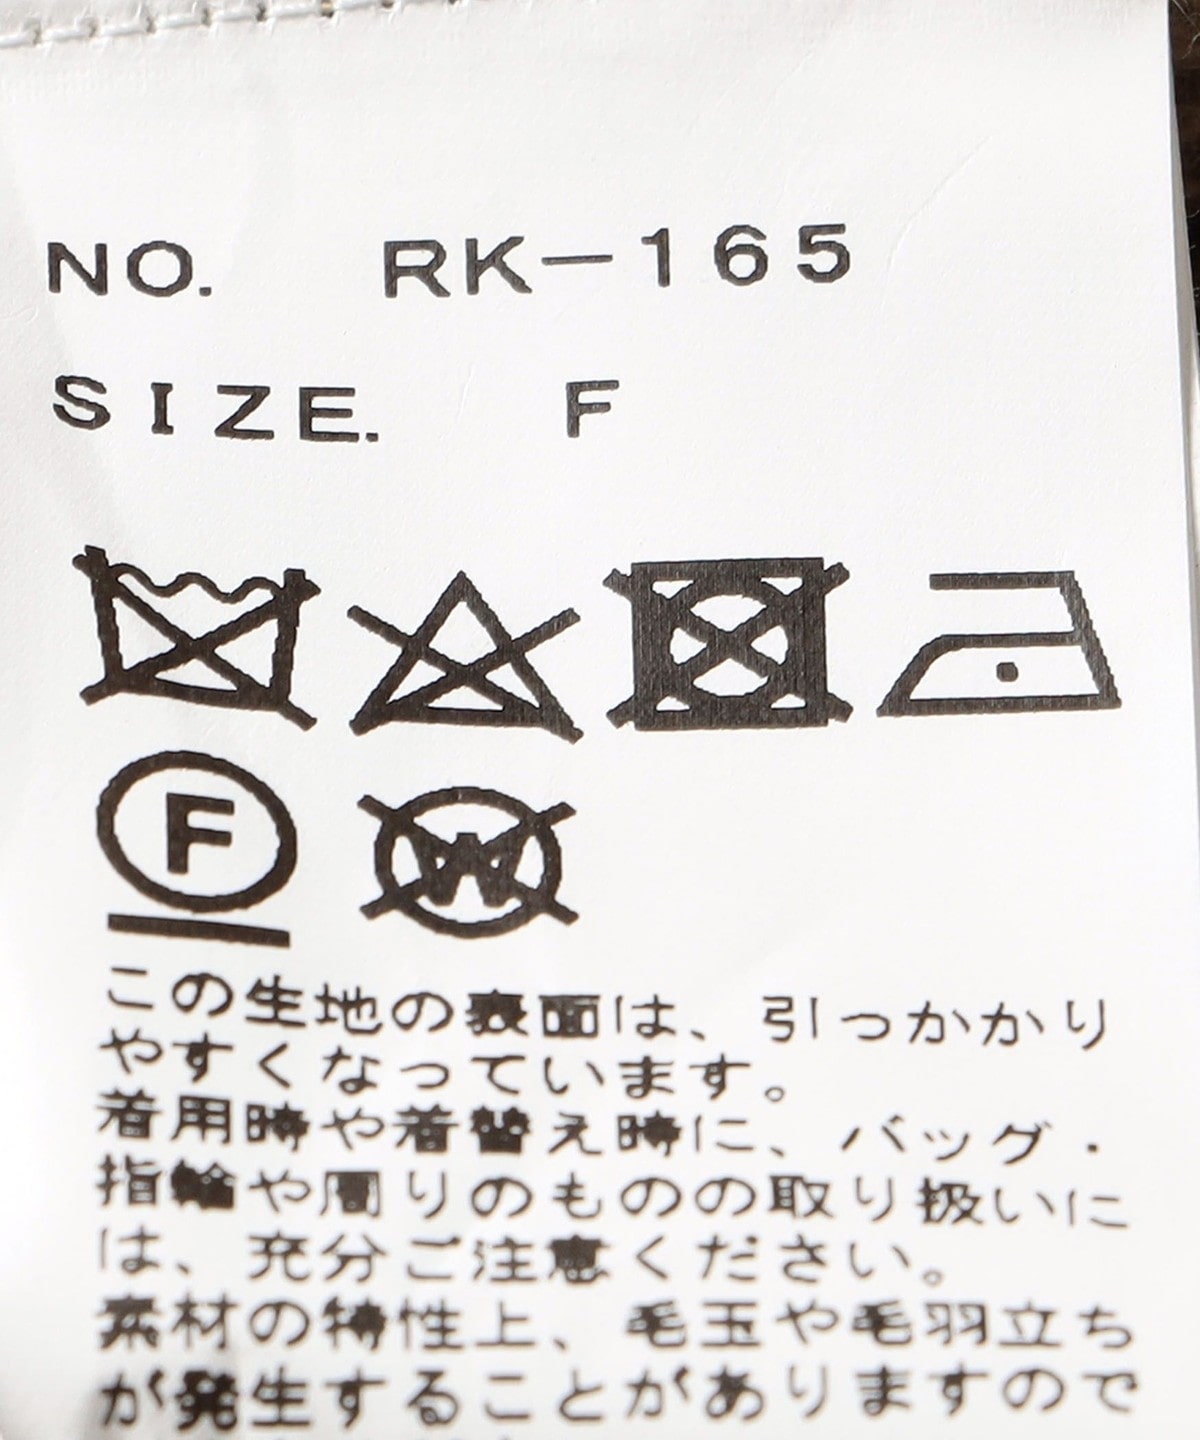 NO. RK-165
SIZE. F
F W
この生地の表面は、引っかかり
やすくなっています。
着用時や着替え時に、バッグ・
指輪や周りのものの取り扱いに
は、充分ご注意ください。
素材の特性上、毛玉や毛羽立ち
が発生することがありますので